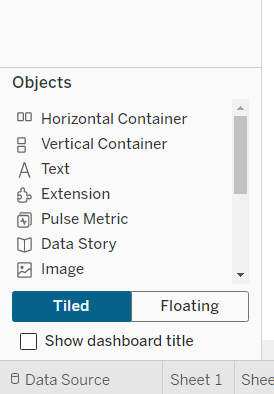 Objects
Horizontal Container
Vertical Container
Text
Extension
Pulse Metric
Data Story
Image
Tiled Floating
Show dashboard title
Data Source Sheet 1 Shee